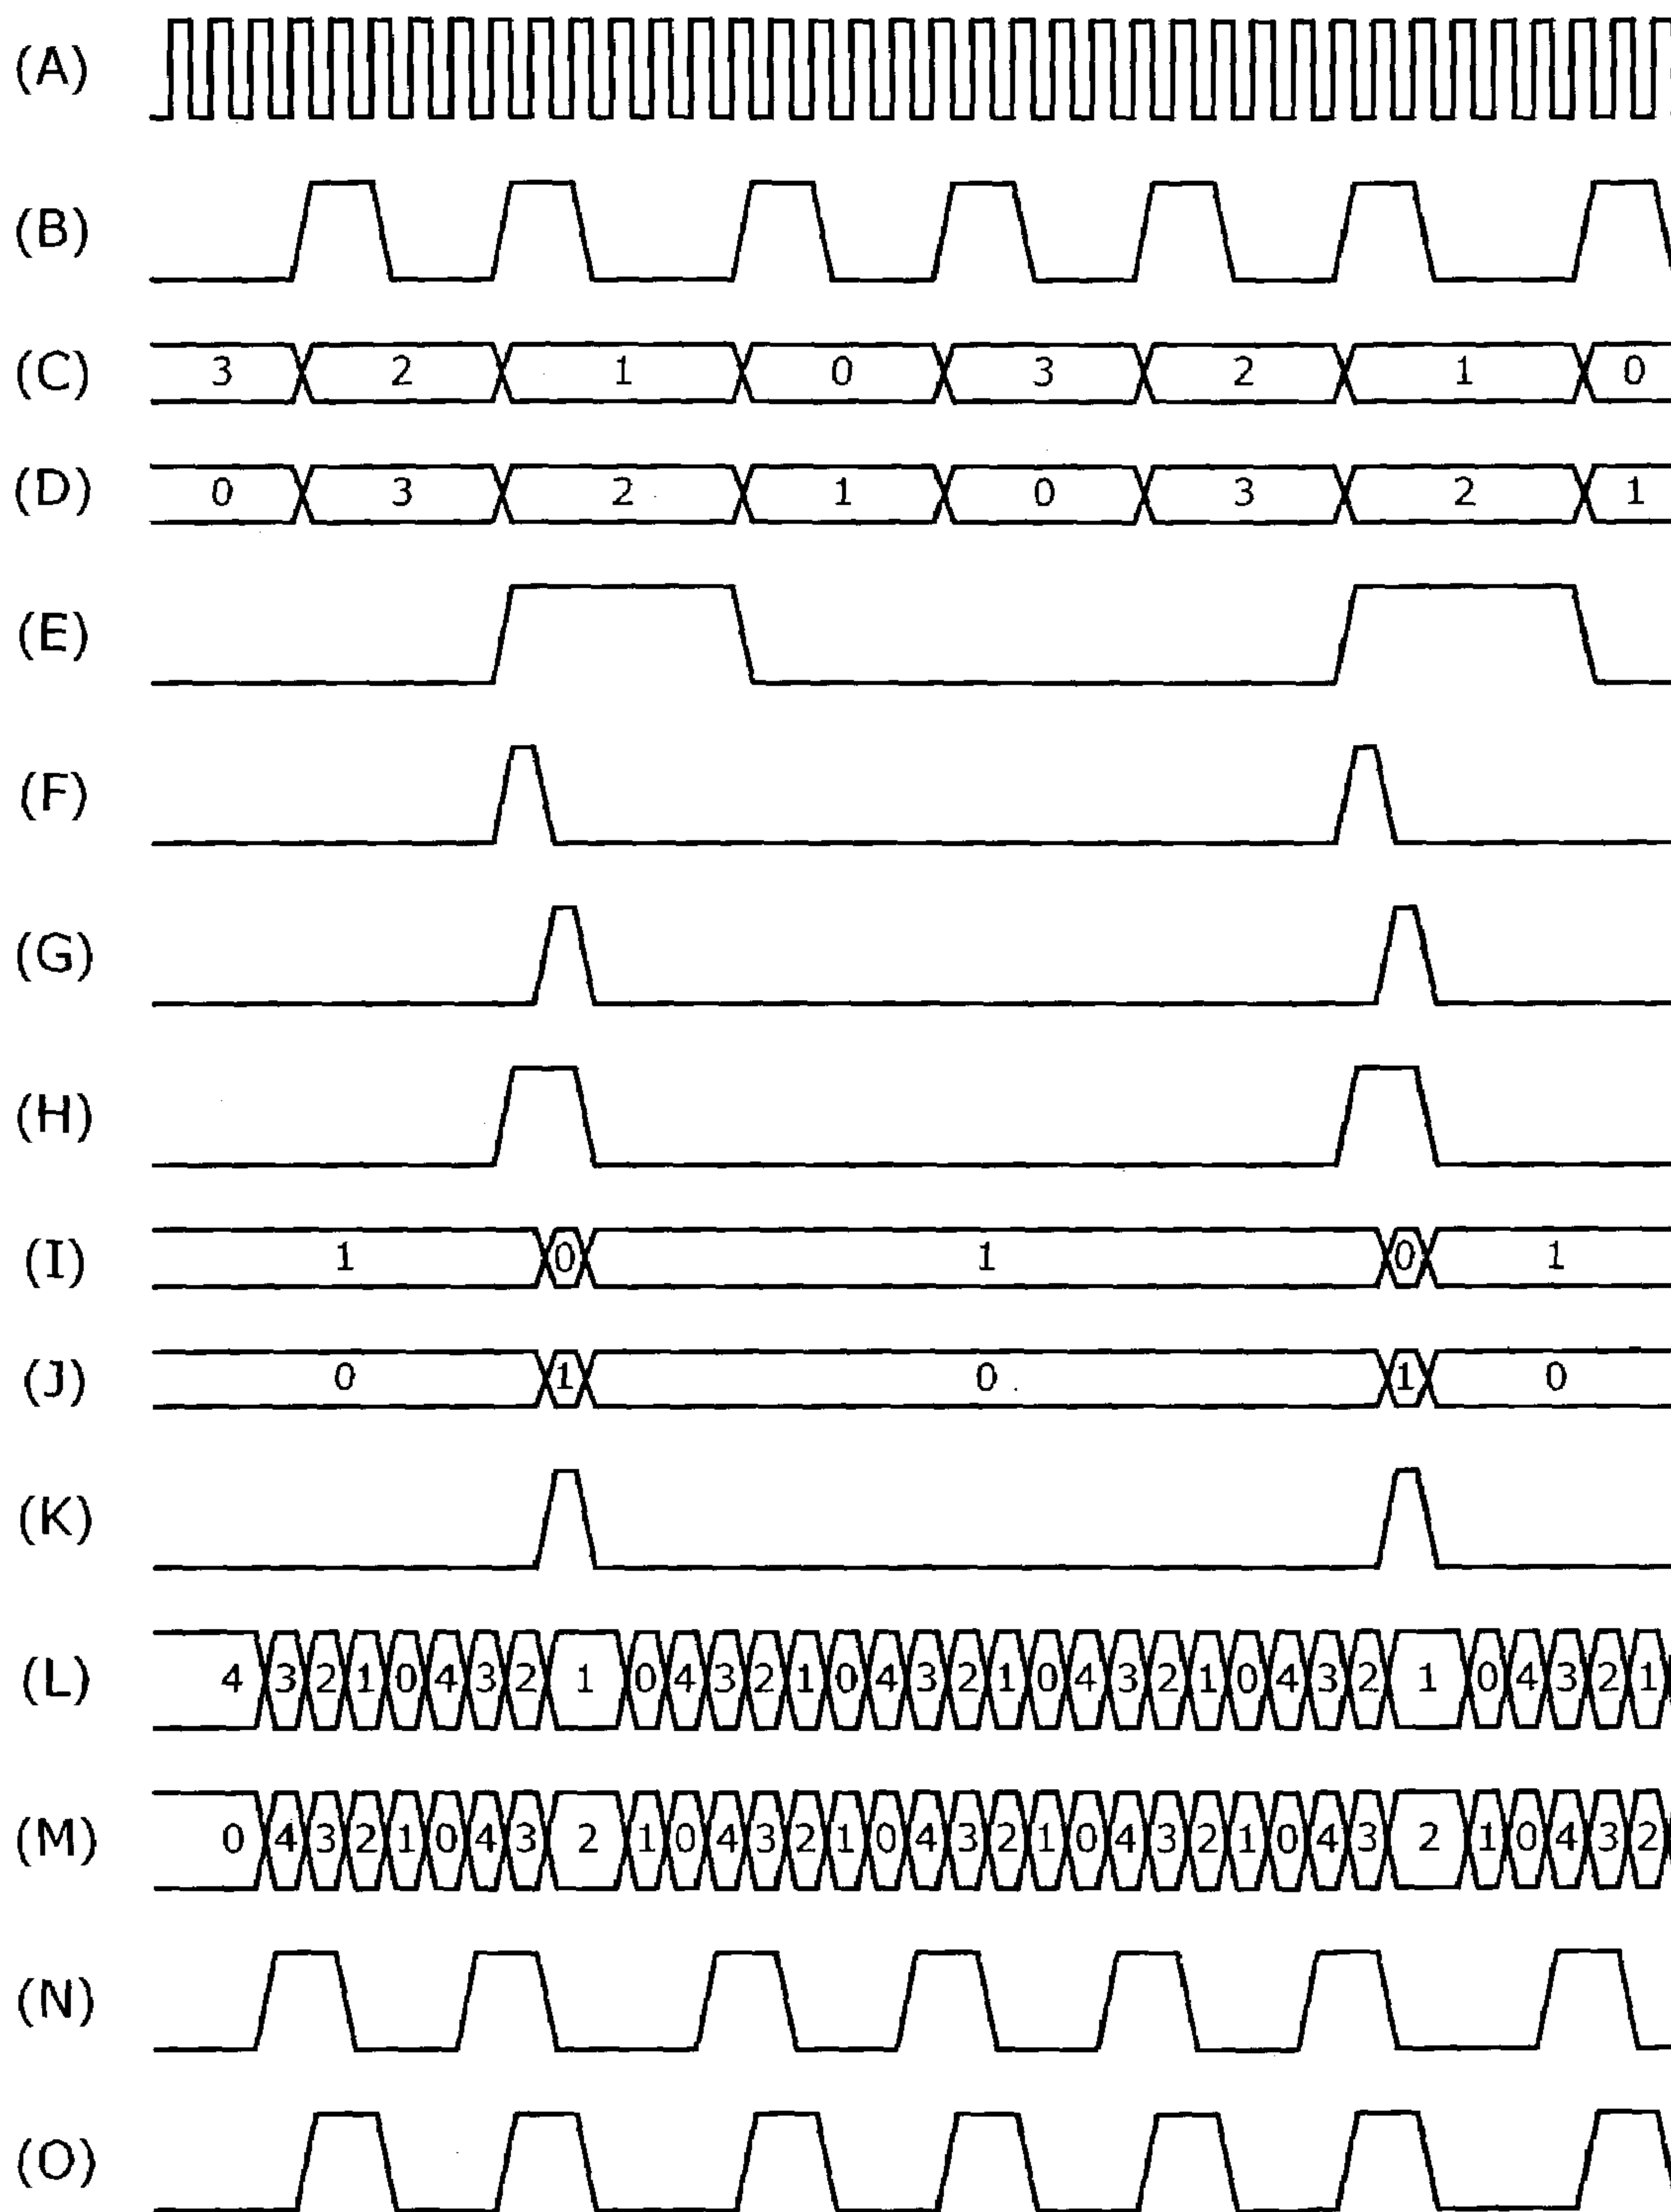 (A)
(B)
(C) 3 2 1 0 3 2 1 0
(D) 0 3 2 1 0 3 2 1
(E)
(F)
(G)
(H)
(I) 1 0 1 0 1
(J) 0 1 0 1 0
(K)
(L) 4 3 2 1 0 4 3 2 1 0 4 3 2 1 0 4 3 2 1 0 4 3 2 1 0 4 3 2 1 0 4 3 2 1
(M) 0 4 3 2 1 0 4 3 2 1 0 4 3 2 1 0 4 3 2 1 0 4 3 2 1 0 4 3 2 1 0 4 3 2
(N)
(O)